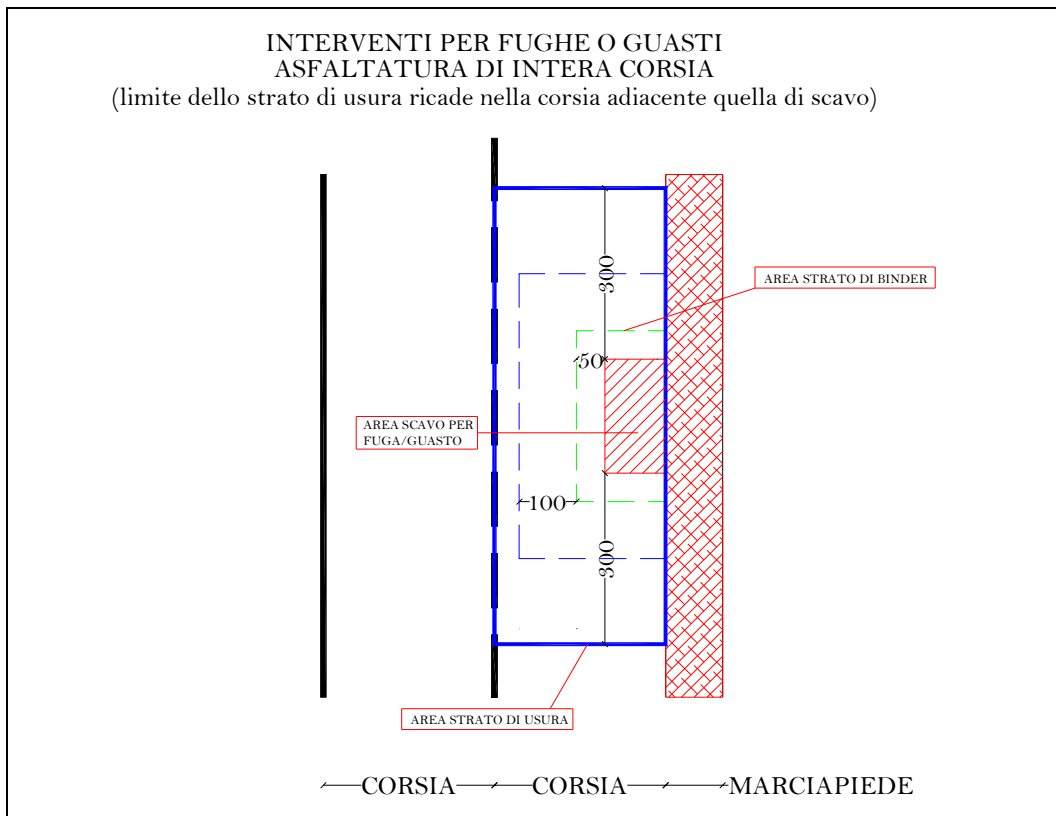 INTERVENTI PER FUGHE O GUASTI
ASFALTATURA DI INTERA CORSIA
(limite dello strato di usura ricade nella corsia adiacente quella di scavo)
300
AREA STRATO DI BINDER
50
AREA SCAVO PER
FUGA/GUASTO
100
300
AREA STRATO DI USURA
CORSIA
CORSIA
MARCIAPIEDE